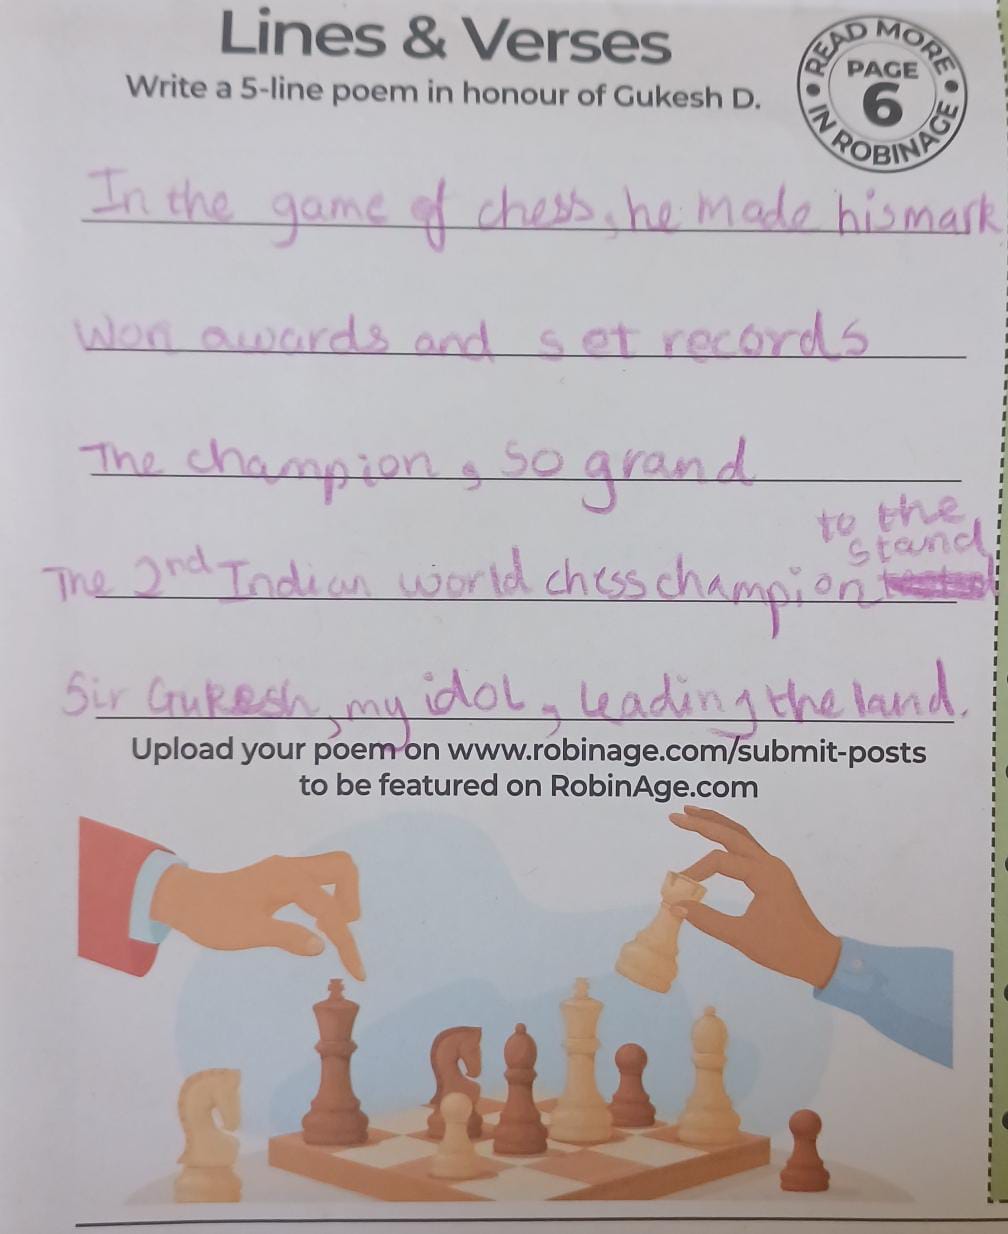 Lines & Verses
Write a 5-line poem in honour of Gukesh D.
READ MORE
PAGE
6
IN ROBINAGE
In the game of chess, he made his mark
Won awards and set records
The champion, so grand
to the
stand
The 2nd Indian world chess champion
Sir Gukesh, my idol, leading the land.
Upload your poem on www.robinage.com/submit-posts
to be featured on RobinAge.com